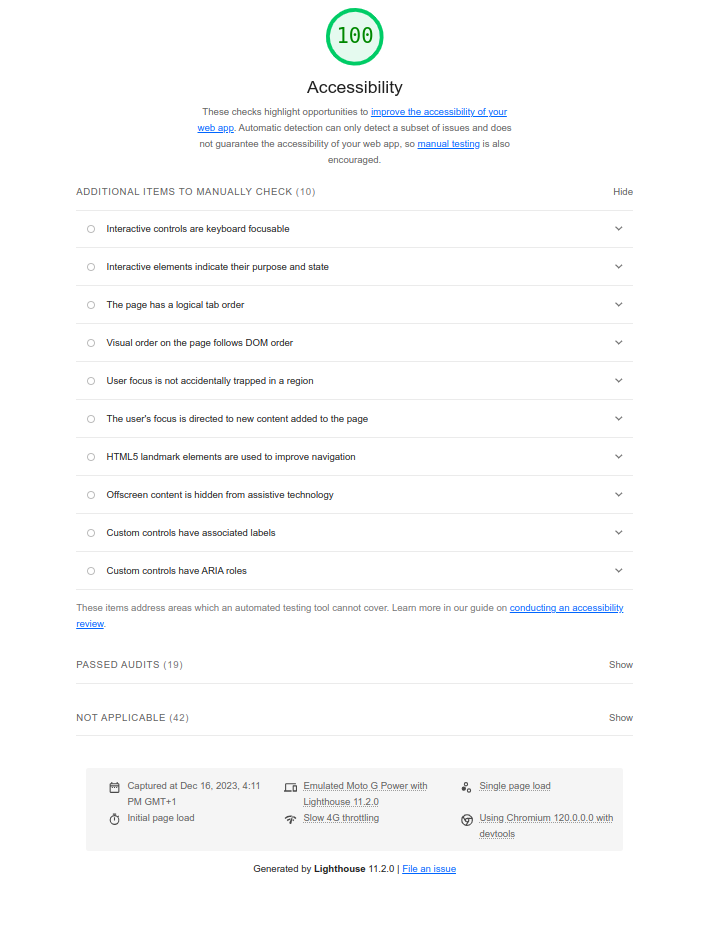 100
Accessibility
These checks highlight opportunities to improve the accessibility of your
web app. Automatic detection can only detect a subset of issues and does
not guarantee the accessibility of your web app, so manual testing is also
encouraged.
ADDITIONAL ITEMS TO MANUALLY CHECK (10) Hide
Interactive controls are keyboard focusable
Interactive elements indicate their purpose and state
The page has a logical tab order
Visual order on the page follows DOM order
User focus is not accidentally trapped in a region
The user's focus is directed to new content added to the page
HTML5 landmark elements are used to improve navigation
Offscreen content is hidden from assistive technology
Custom controls have associated labels
Custom controls have ARIA roles
These items address areas which an automated testing tool cannot cover. Learn more in our guide on conducting an accessibility
review.
PASSED AUDITS (19) Show
NOT APPLICABLE (42) Show
Captured at Dec 16, 2023, 4:11
PM GMT+1
Emulated Moto G Power with
Lighthouse 11.2.0
Single page load
Initial page load
Slow 4G throttling
Using Chromium 120.0.0.0 with
devtools
Generated by Lighthouse 11.2.0 | File an issue